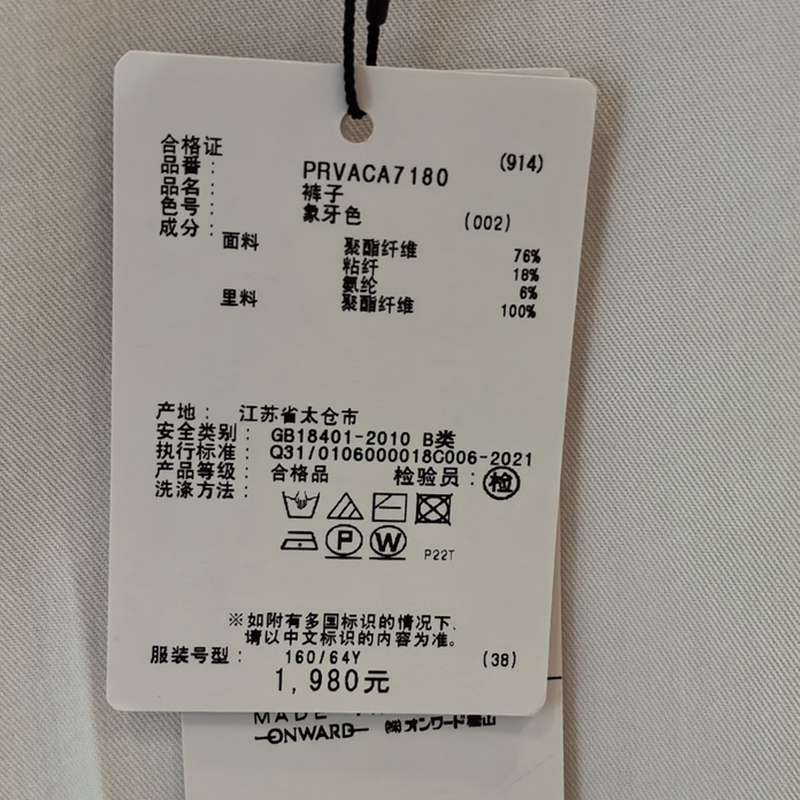 合格证
品番： PRVACA7180 (914)
品名： 裤子
色号： 象牙色 (002)
成分：
面料 聚酯纤维 76%
粘纤 18%
氨纶 6%
里料 聚酯纤维 100%
产地： 江苏省太仓市
安全类别： GB18401-2010 B类
执行标准： Q31/0106000018C006-2021
产品等级： 合格品 检验员：检
洗涤方法：
P W P22T
※如附有多国标识的情况下、
请以中文标识的内容为准。
服装号型： 160/64Y (38)
1,980元
MADE
ONWARD ㈱オンワード樫山